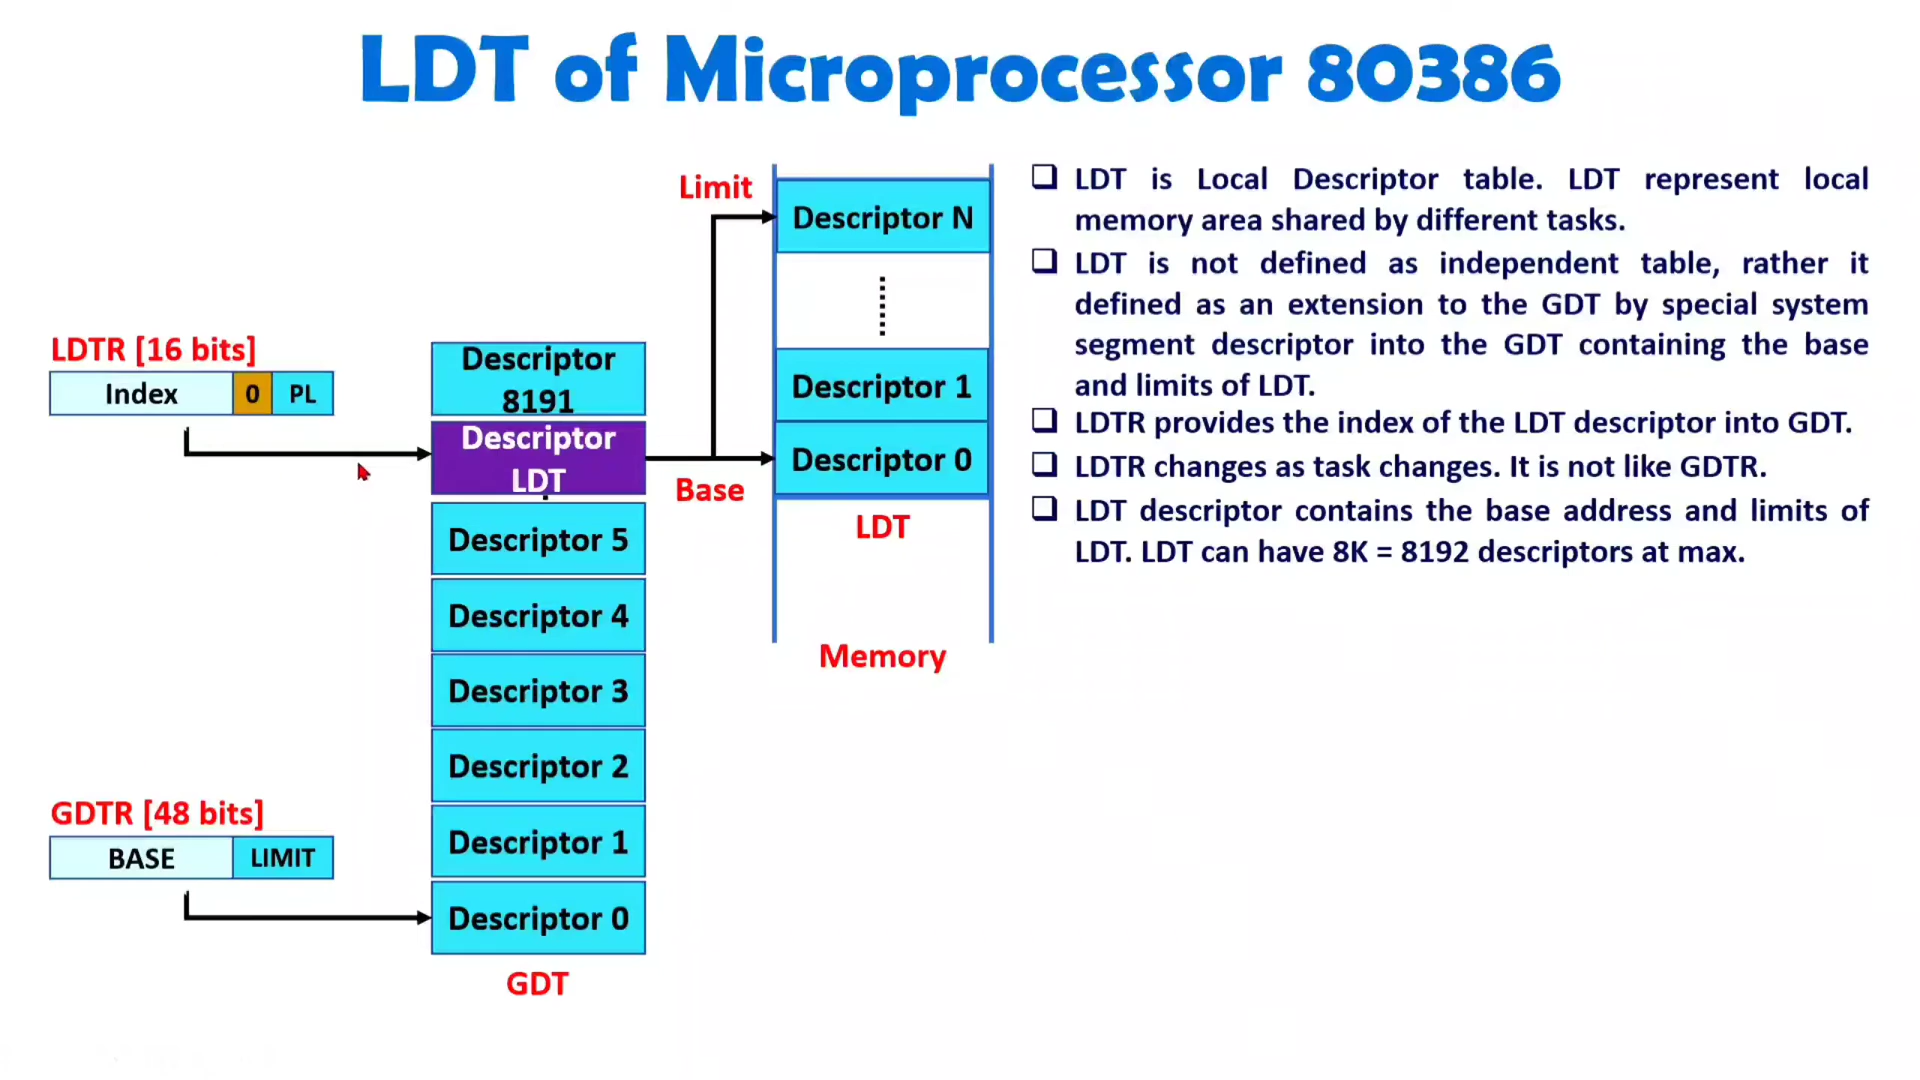 LDT of Microprocessor 80386
LDTR [16 bits]
Index 0 PL
GDTR [48 bits]
BASE LIMIT
Descriptor
8191
Descriptor
LDT
Descriptor 5
Descriptor 4
Descriptor 3
Descriptor 2
Descriptor 1
Descriptor 0
GDT
Limit
Base
Descriptor N
Descriptor 1
Descriptor 0
LDT
Memory
LDT is Local Descriptor table. LDT represent local
memory area shared by different tasks.
LDT is not defined as independent table, rather it
defined as an extension to the GDT by special system
segment descriptor into the GDT containing the base
and limits of LDT.
LDTR provides the index of the LDT descriptor into GDT.
LDTR changes as task changes. It is not like GDTR.
LDT descriptor contains the base address and limits of
LDT. LDT can have 8K = 8192 descriptors at max.